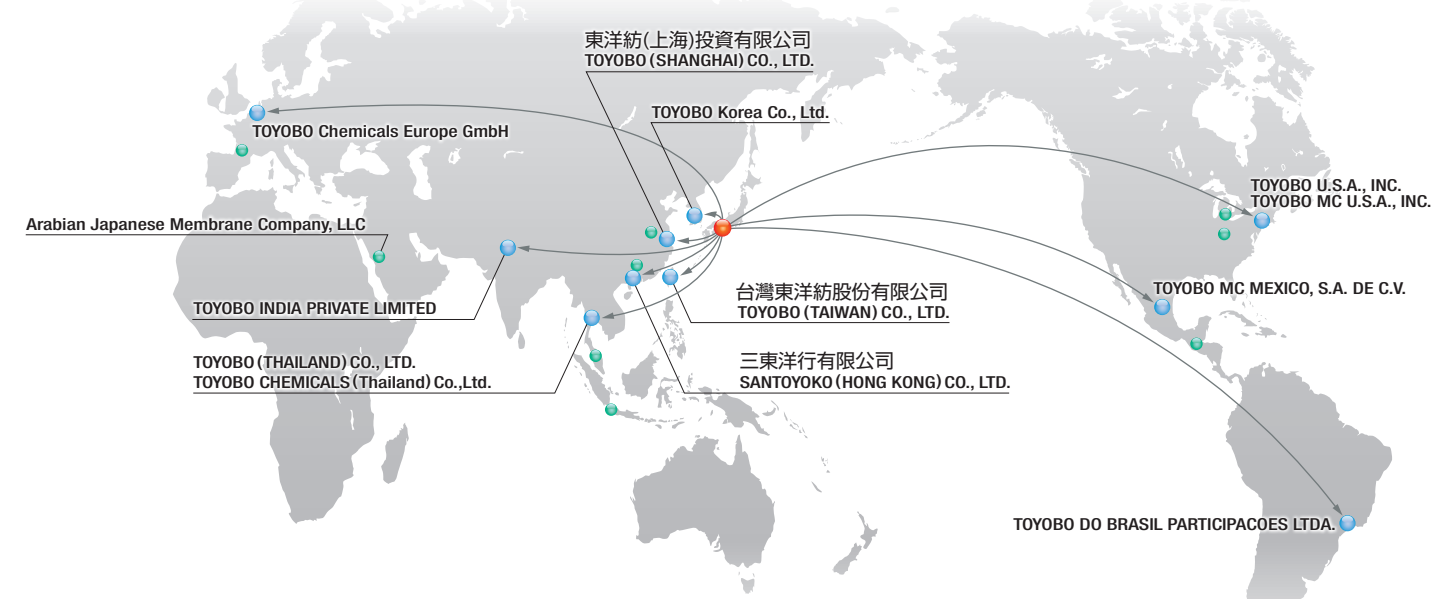 東洋紡(上海)投資有限公司
TOYOBO (SHANGHAI) CO., LTD.
TOYOBO Korea Co., Ltd.
TOYOBO Chemicals Europe GmbH
TOYOBO U.S.A., INC.
TOYOBO MC U.S.A., INC.
Arabian Japanese Membrane Company, LLC
TOYOBO INDIA PRIVATE LIMITED
台灣東洋紡股份有限公司
TOYOBO (TAIWAN) CO., LTD.
TOYOBO MC MEXICO, S.A. DE C.V.
TOYOBO (THAILAND) CO., LTD.
TOYOBO CHEMICALS (Thailand) Co.,Ltd.
三東洋行有限公司
SANTOYOKO (HONG KONG) CO., LTD.
TOYOBO DO BRASIL PARTICIPACOES LTDA.